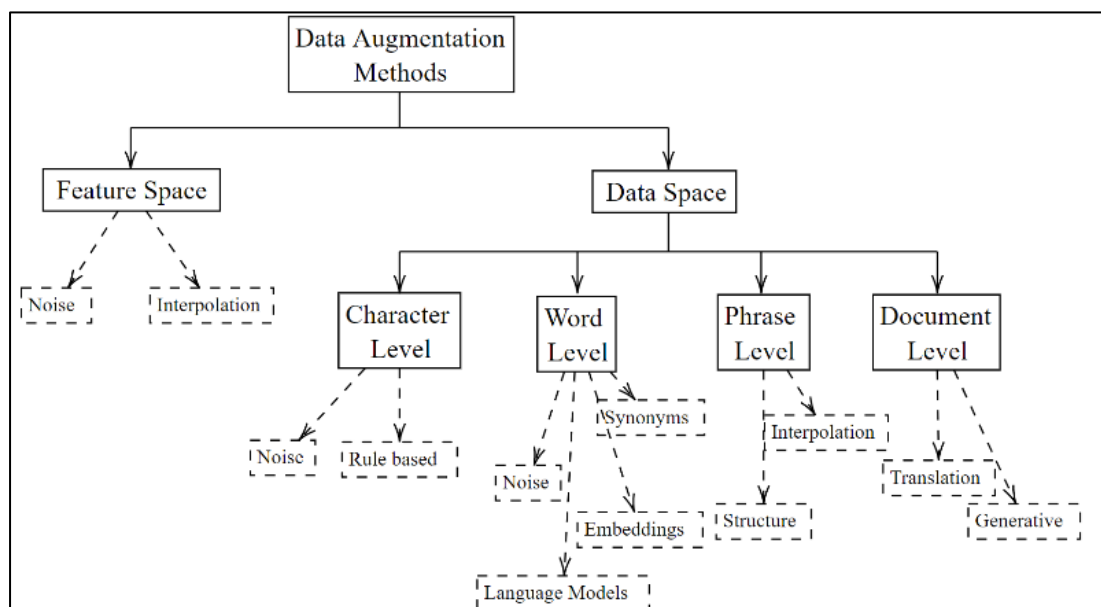 Data Augmentation
Methods
Feature Space
Data Space
Noise
Interpolation
Character
Level
Word
Level
Phrase
Level
Document
Level
Synonyms
Interpolation
Noise
Rule based
Noise
Translation
Embeddings
Structure
Generative
Language Models